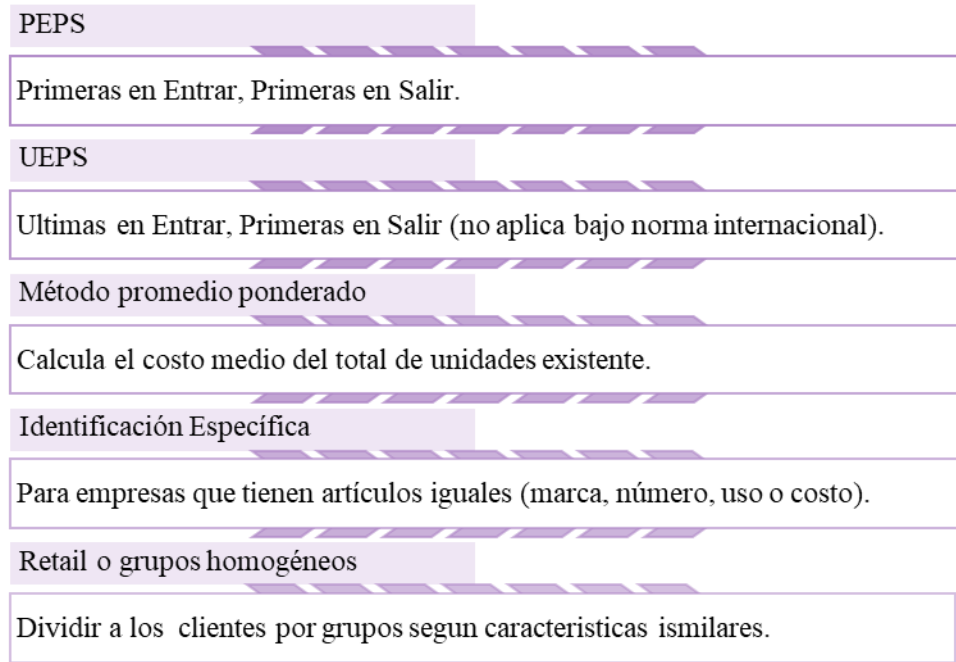 PEPS
Primeras en Entrar, Primeras en Salir.
UEPS
Ultimas en Entrar, Primeras en Salir (no aplica bajo norma internacional).
Método promedio ponderado
Calcula el costo medio del total de unidades existente.
Identificación Específica
Para empresas que tienen artículos iguales (marca, número, uso o costo).
Retail o grupos homogéneos
Dividir a los clientes por grupos segun caracteristicas ismilares.